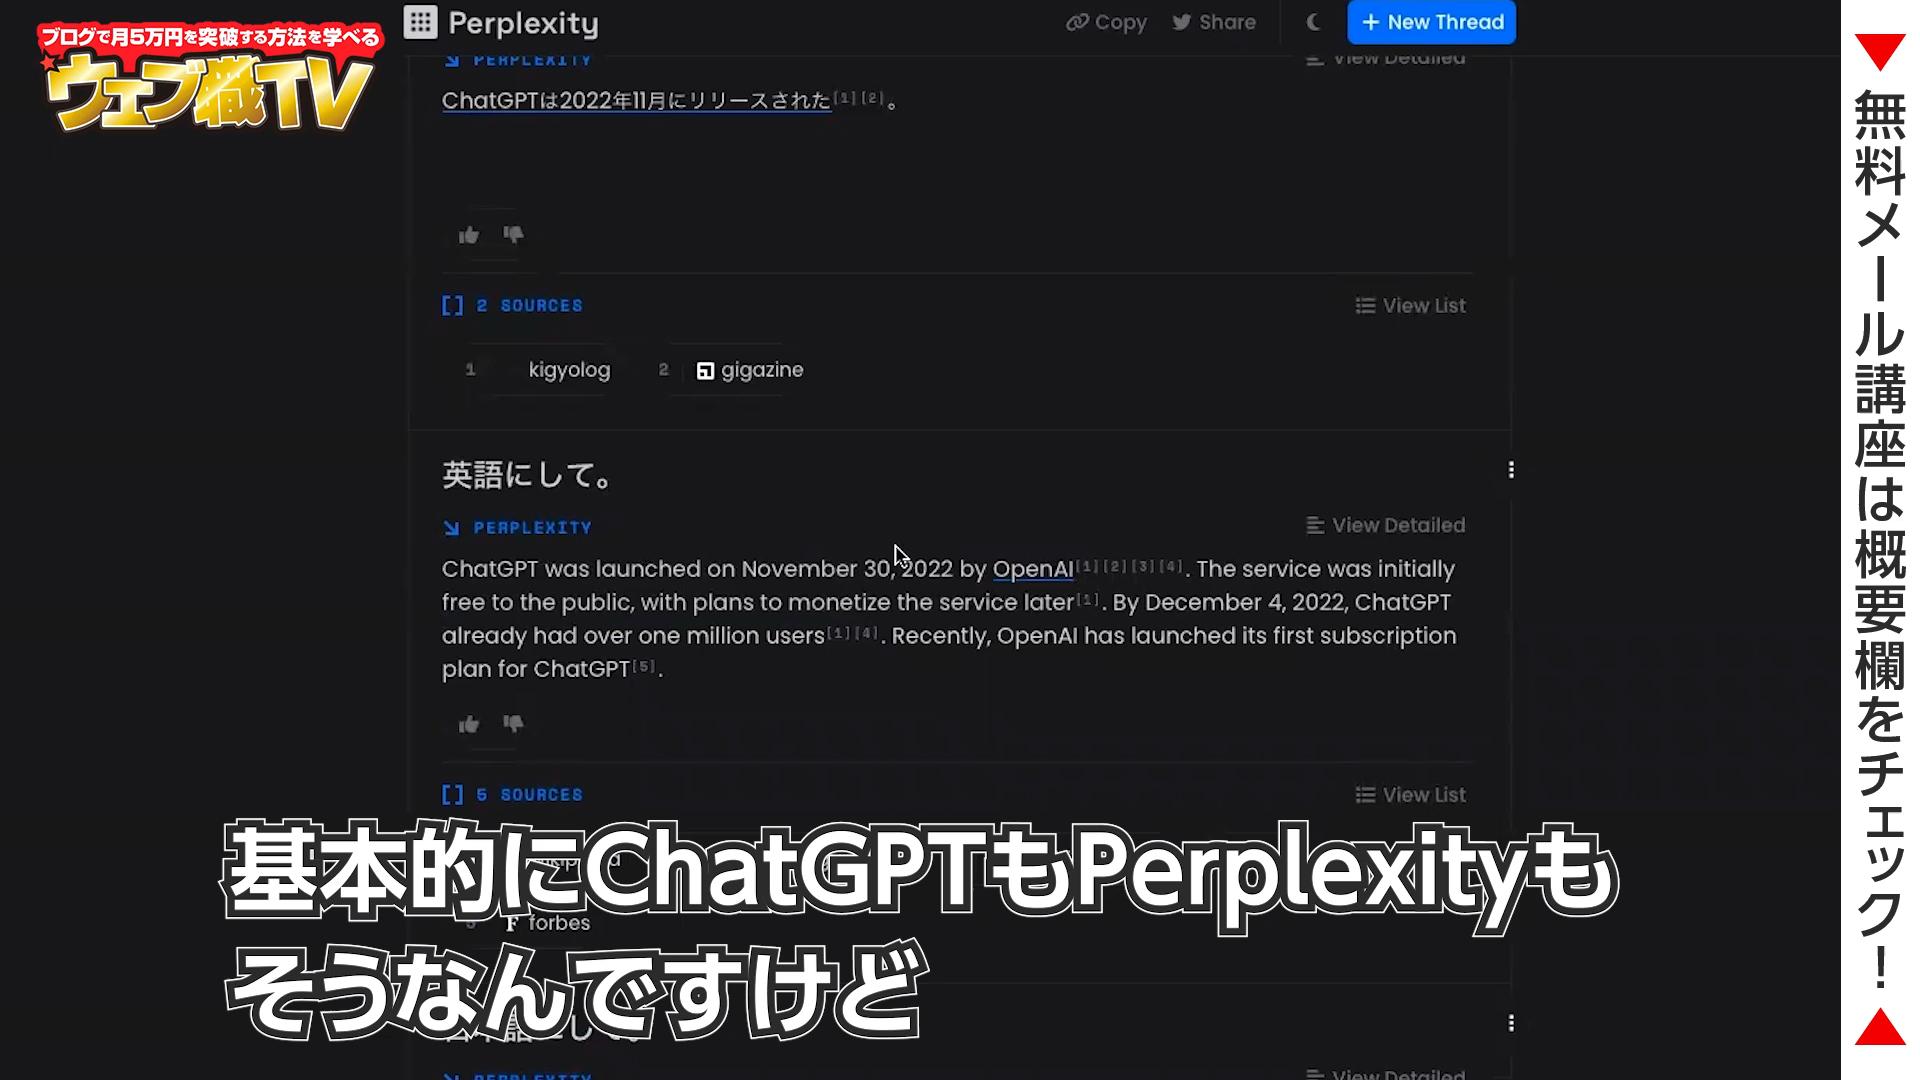 ブログで月5万円を突破する方法を学べる
ウェブ職TV
Perplexity
Copy
Share
New Thread
PERPLEXITY
View Detailed
ChatGPTは2022年11月にリリースされた[1][2]。
2 SOURCES
View List
1 kigyolog
2 gigazine
英語にして。
PERPLEXITY
View Detailed
ChatGPT was launched on November 30, 2022 by OpenAI[1][2][3][4]. The service was initially
free to the public, with plans to monetize the service later[1]. By December 4, 2022, ChatGPT
already had over one million users[1][4]. Recently, OpenAI has launched its first subscription
plan for ChatGPT[5].
5 SOURCES
View List
forbes
基本的にChatGPTもPerplexityも
そうなんですけど
PERPLEXITY
View Detailed
無料メール講座は概要欄をチェック！